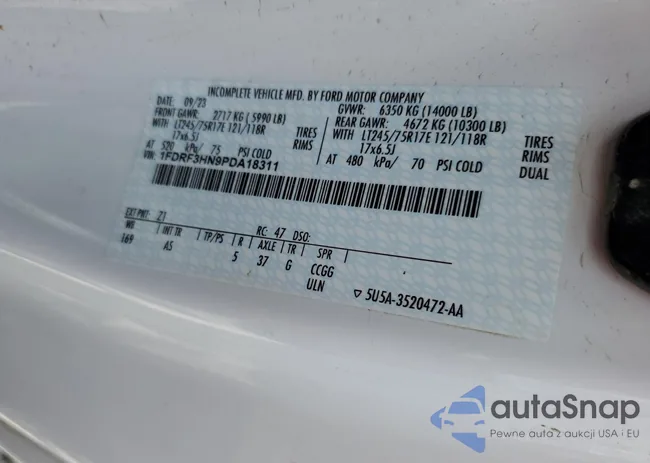 INCOMPLETE VEHICLE MFD. BY FORD MOTOR COMPANY
DATE: 09/23 GVWR: 6350 KG (14000 LB)
FRONT GAWR: 2717 KG (5990 LB) REAR GAWR: 4672 KG (10300 LB)
WITH LT245/75R17E 121/118R TIRES WITH LT245/75R17E 121/118R TIRES
17x6.5J RIMS 17x6.5J RIMS
AT 520 kPa/ 75 PSI COLD AT 480 kPa/ 70 PSI COLD DUAL
VIN: 1FDRF3HN9PDA18311
EXT PNT: Z1 RC: 47 DSO:
WB INT TR TP/PS R AXLE TR SPR
169 AS 5 37 G CCGG
ULN
▽ 5U5A-3520472-AA
autoSnap
Pewne auta z aukcji USA i EU